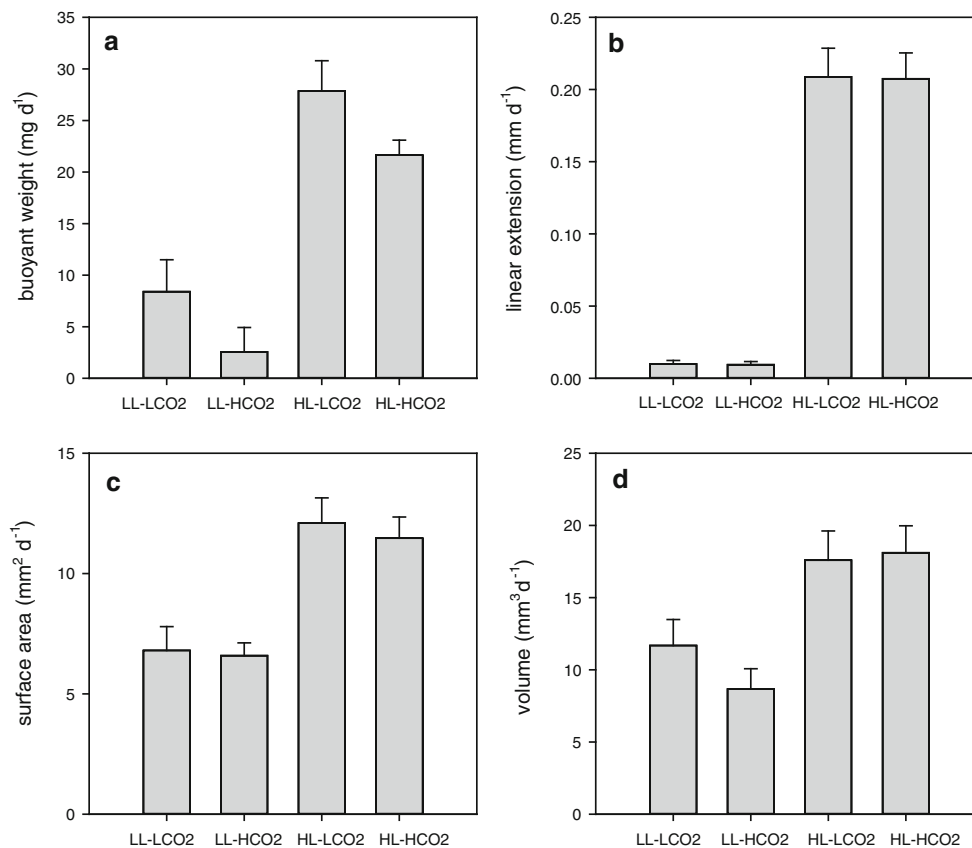 a
buoyant weight (mg d¹)
35
30
25
20
15
10
5
0
LL-LCO2 LL-HCO2 HL-LCO2 HL-HCO2
b
linear extension (mm d⁻¹)
0.25
0.20
0.15
0.10
0.05
0.00
LL-LCO2 LL-HCO2 HL-LCO2 HL-HCO2
c
surface area (mm² d⁻¹)
15
10
5
0
LL-LCO2 LL-HCO2 HL-LCO2 HL-HCO2
d
volume (mm³d⁻¹)
25
20
15
10
5
0
LL-LCO2 LL-HCO2 HL-LCO2 HL-HCO2